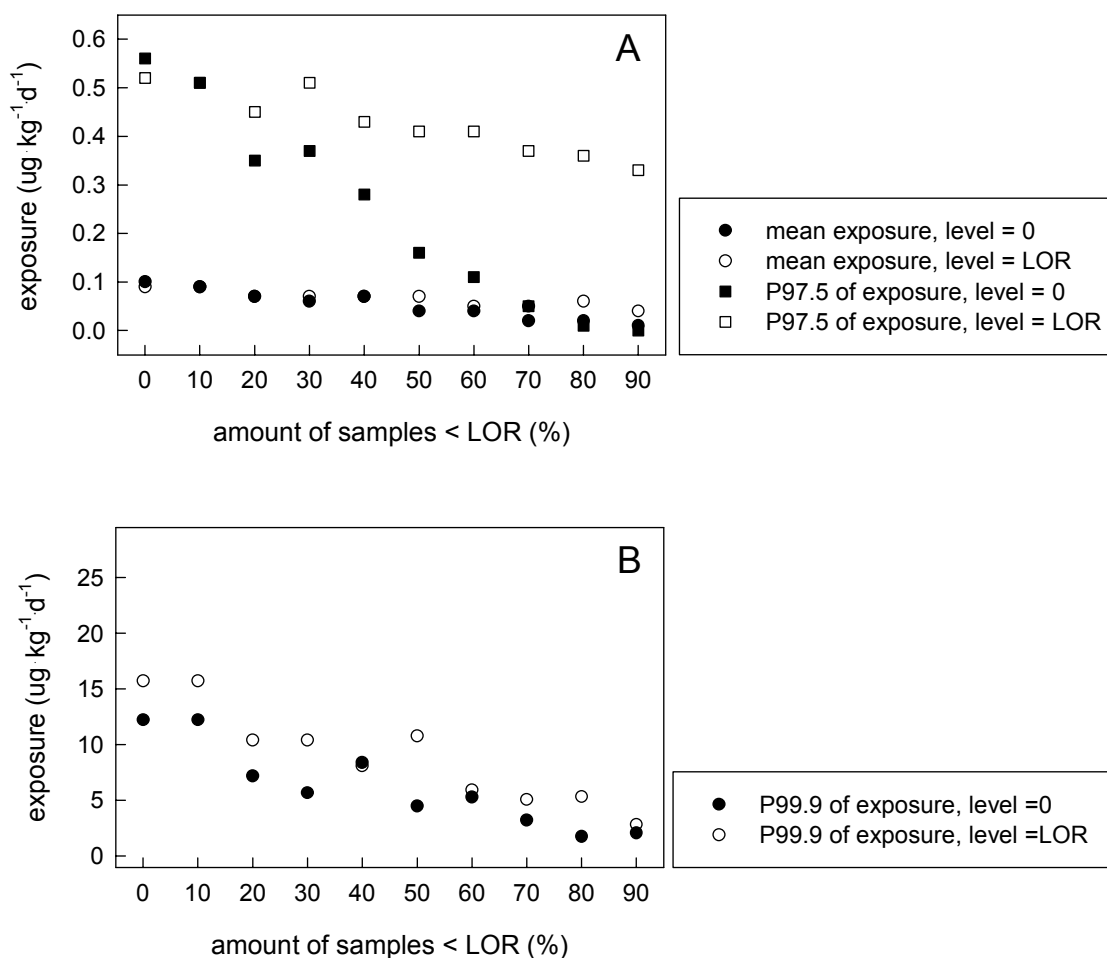 A
exposure (ug·kg⁻¹·d⁻¹)
0.6
0.5
0.4
0.3
0.2
0.1
0.0
0 10 20 30 40 50 60 70 80 90
amount of samples < LOR (%)
mean exposure, level = 0
mean exposure, level = LOR
P97.5 of exposure, level = 0
P97.5 of exposure, level = LOR
B
exposure (ug·kg⁻¹·d⁻¹)
25
20
15
10
5
0
0 10 20 30 40 50 60 70 80 90
amount of samples < LOR (%)
P99.9 of exposure, level =0
P99.9 of exposure, level =LOR